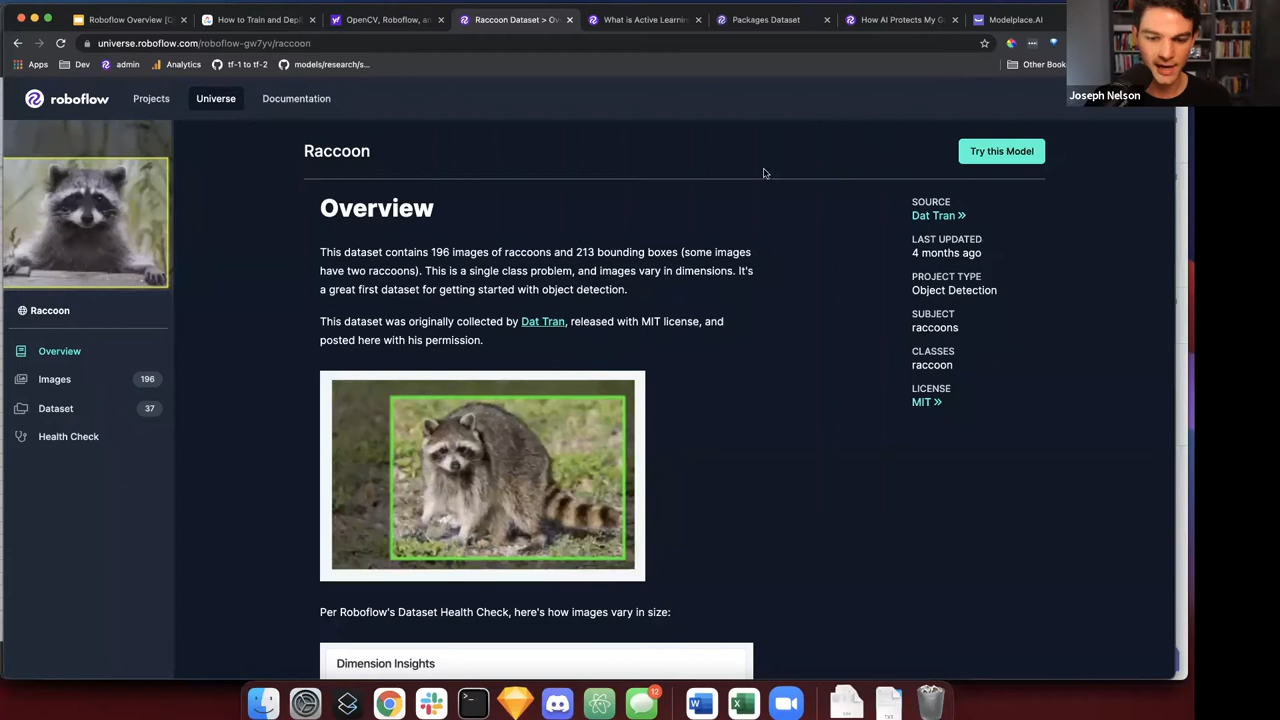 Roboflow Overview [
How to Train and Dep
OpenCV, Roboflow, an
Raccoon Dataset > Ov
What is Active Learnin
Packages Dataset
How AI Protects My G
Modelplace.AI
universe.roboflow.com/roboflow-gw7yv/raccoon
Apps
Dev
admin
Analytics
tf-1 to tf-2
models/research/s...
Other Book
Joseph Nelson
roboflow
Projects
Universe
Documentation
Raccoon
Try this Model
Raccoon
Overview
Images
196
Dataset
37
Health Check
Overview
This dataset contains 196 images of raccoons and 213 bounding boxes (some images
have two raccoons). This is a single class problem, and images vary in dimensions. It's
a great first dataset for getting started with object detection.
This dataset was originally collected by Dat Tran, released with MIT license, and
posted here with his permission.
Per Roboflow's Dataset Health Check, here's how images vary in size:
Dimension Insights
SOURCE
Dat Tran »
LAST UPDATED
4 months ago
PROJECT TYPE
Object Detection
SUBJECT
raccoons
CLASSES
raccoon
LICENSE
MIT »
12